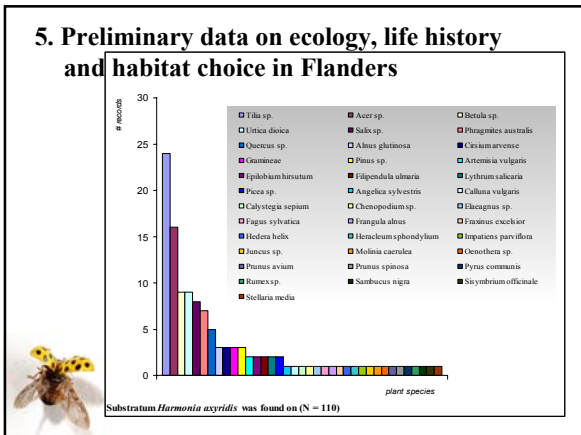 5. Preliminary data on ecology, life history
and habitat choice in Flanders
# records
30
25
20
15
10
5
0
Tilia sp. Acer sp. Betula sp.
Urtica dioica Salix sp. Phragmites australis
Quercus sp. Alnus glutinosa Cirsium arvense
Gramineae Pinus sp. Artemisia vulgaris
Epilobium hirsutum Filipendula ulmaria Lythrum salicaria
Picea sp. Angelica sylvestris Calluna vulgaris
Calystegia sepium Chenopodium sp. Elaeagnus sp.
Fagus sylvatica Frangula alnus Fraxinus excelsior
Hedera helix Heracleum sphondylium Impatiens parviflora
Juncus sp. Molinia caerulea Oenothera sp.
Prunus avium Prunus spinosa Pyrus communis
Rumex sp. Sambucus nigra Sisymbrium officinale
Stellaria media
plant species
Substratum Harmonia axyridis was found on (N = 110)